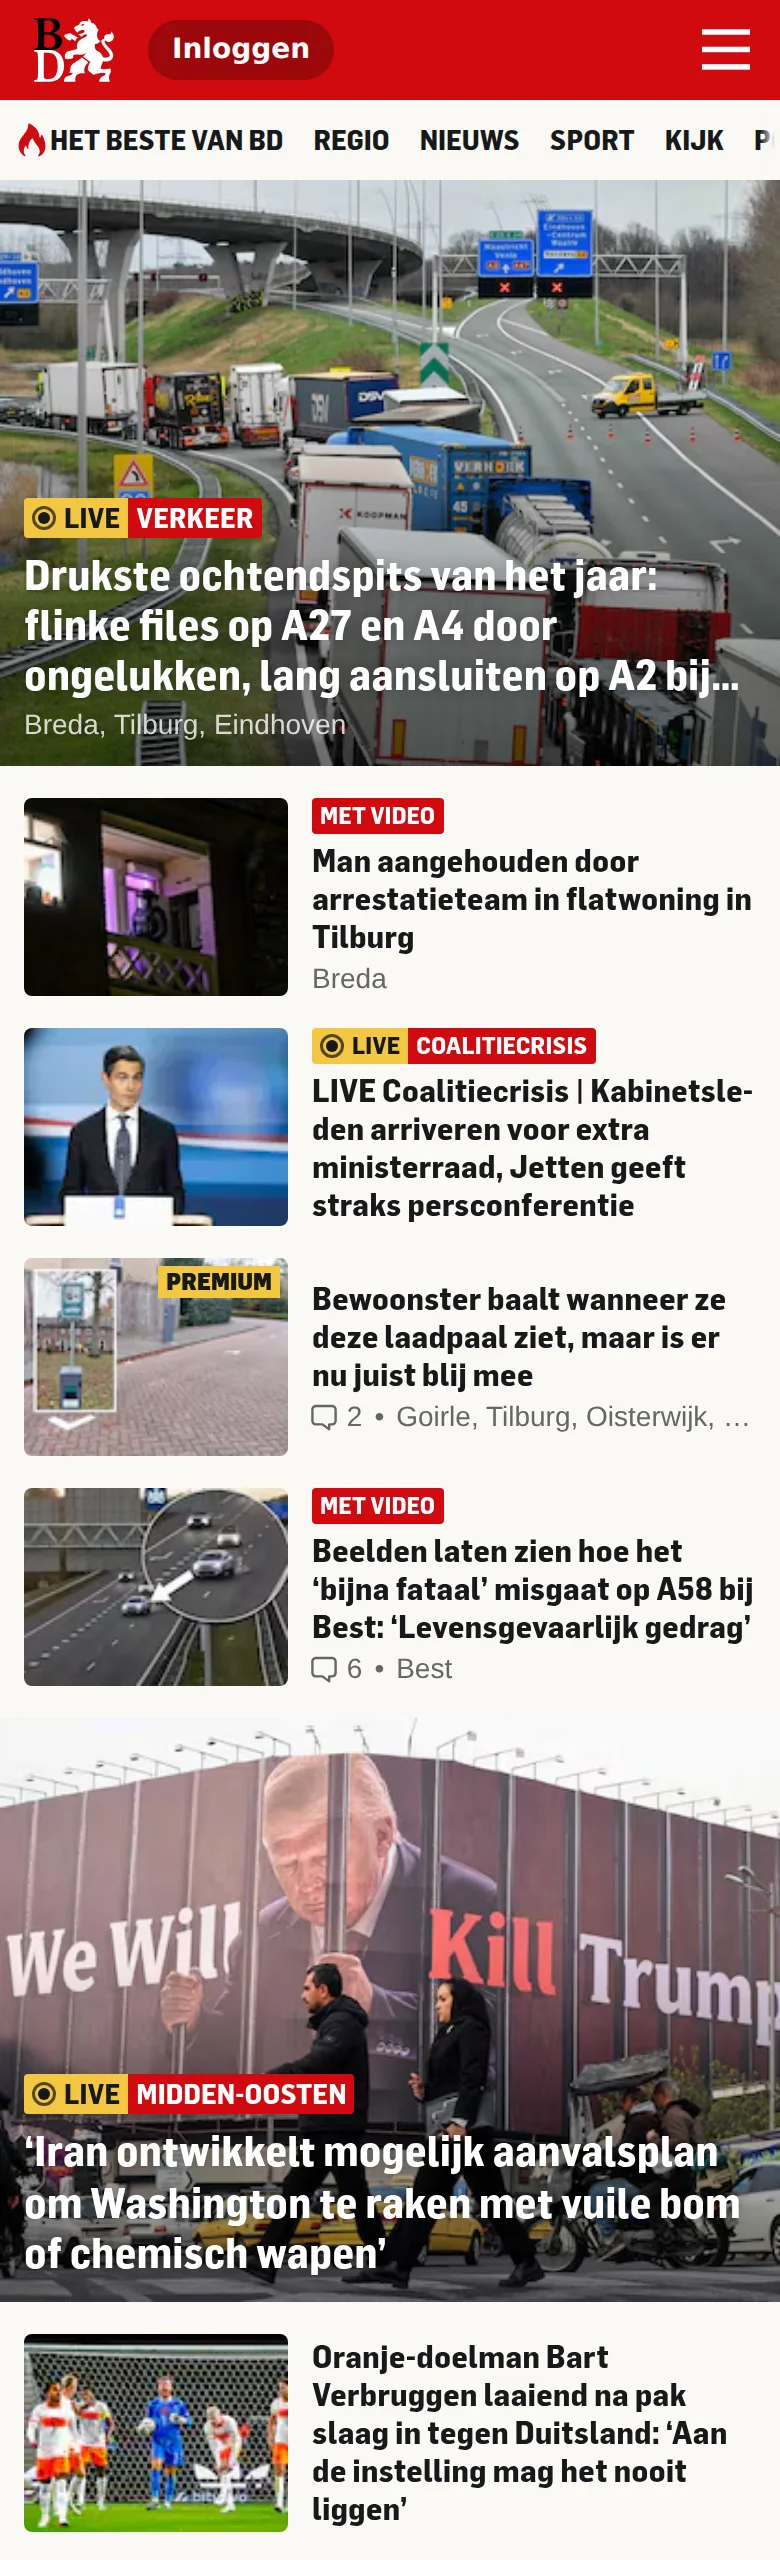 BD
Inloggen
HET BESTE VAN BD REGIO NIEUWS SPORT KIJK
Eindhoven
-Centrum
DSV
VERHOEK
45
KOOPMAN
LIVE VERKEER
Drukste ochtendspits van het jaar:
flinke files op A27 en A4 door
ongelukken, lang aansluiten op A2 bij...
Breda, Tilburg, Eindhoven
MET VIDEO
Man aangehouden door
arrestatieteam in flatwoning in
Tilburg
Breda
LIVE COALITIECRISIS
LIVE Coalitiecrisis | Kabinetsle-
den arriveren voor extra
ministerraad, Jetten geeft
straks persconferentie
PREMIUM
Bewoonster baalt wanneer ze
deze laadpaal ziet, maar is er
nu juist blij mee
2 • Goirle, Tilburg, Oisterwijk, ...
MET VIDEO
Beelden laten zien hoe het
‘bijna fataal’ misgaat op A58 bij
Best: ‘Levensgevaarlijk gedrag’
6 • Best
We Will Kill Trump
LIVE MIDDEN-OOSTEN
‘Iran ontwikkelt mogelijk aanvalsplan
om Washington te raken met vuile bom
of chemisch wapen’
Oranje-doelman Bart
Verbruggen laaiend na pak
slaag in tegen Duitsland: ‘Aan
de instelling mag het nooit
liggen’